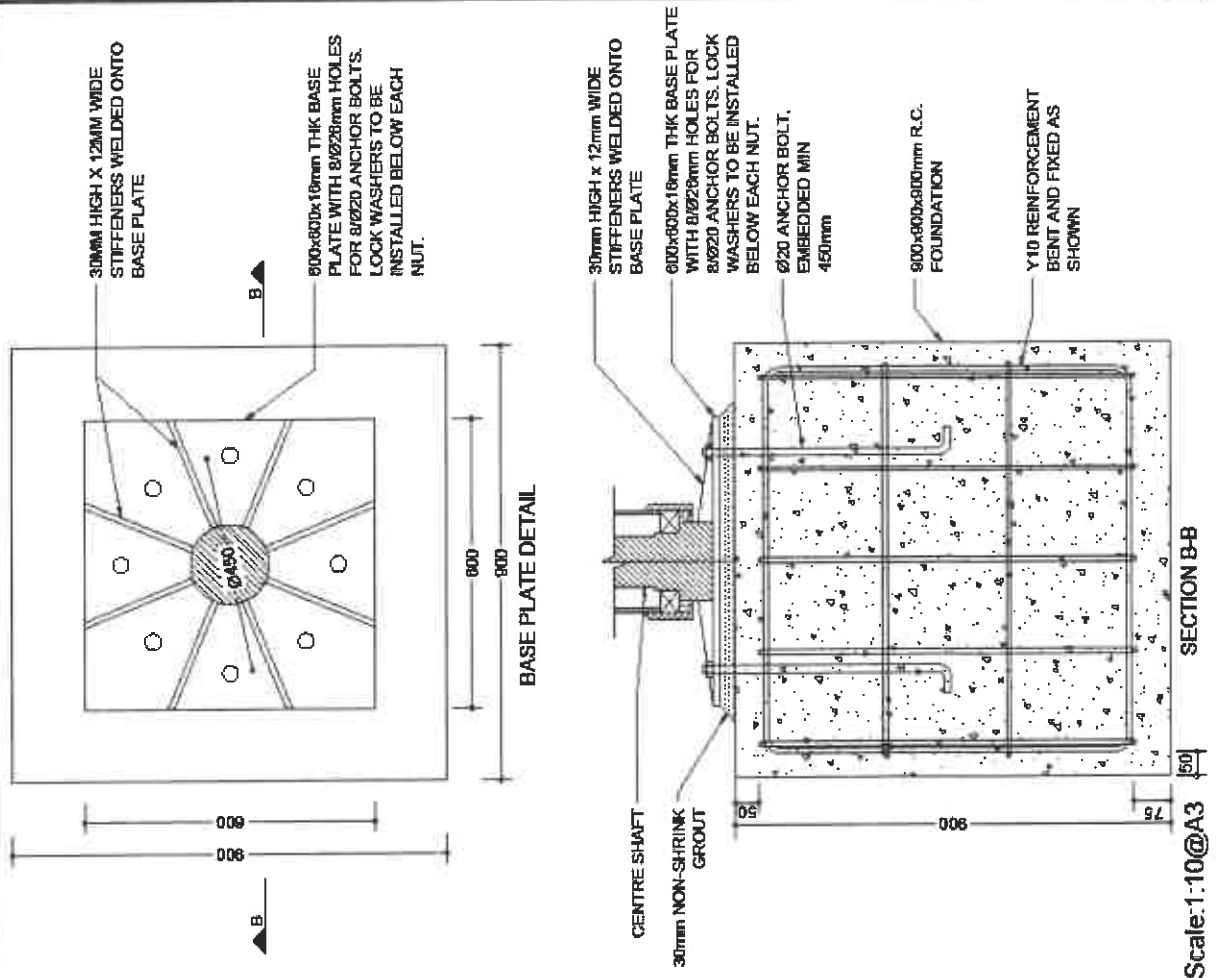 30MM HIGH X 12MM WIDE
STIFFENERS WELDED ONTO
BASE PLATE
600x600x16mm THK BASE
PLATE WITH 8/Ø26mm HOLES
FOR 8/Ø20 ANCHOR BOLTS.
LOCK WASHERS TO BE
INSTALLED BELOW EACH
NUT.
B
B
Ø450
600
900
600
900
BASE PLATE DETAIL
30mm HIGH x 12mm WIDE
STIFFENERS WELDED ONTO
BASE PLATE
600x600x16mm THK BASE PLATE
WITH 8/Ø26mm HOLES FOR
8/Ø20 ANCHOR BOLTS. LOCK
WASHERS TO BE INSTALLED
BELOW EACH NUT.
Ø20 ANCHOR BOLT,
EMBEDDED MIN
450mm
900x900x900mm R.C.
FOUNDATION
Y10 REINFORCEMENT
BENT AND FIXED AS
SHOWN
CENTRE SHAFT
30mm NON-SHRINK
GROUT
50
900
75
50
SECTION B-B
Scale:1:10@A3